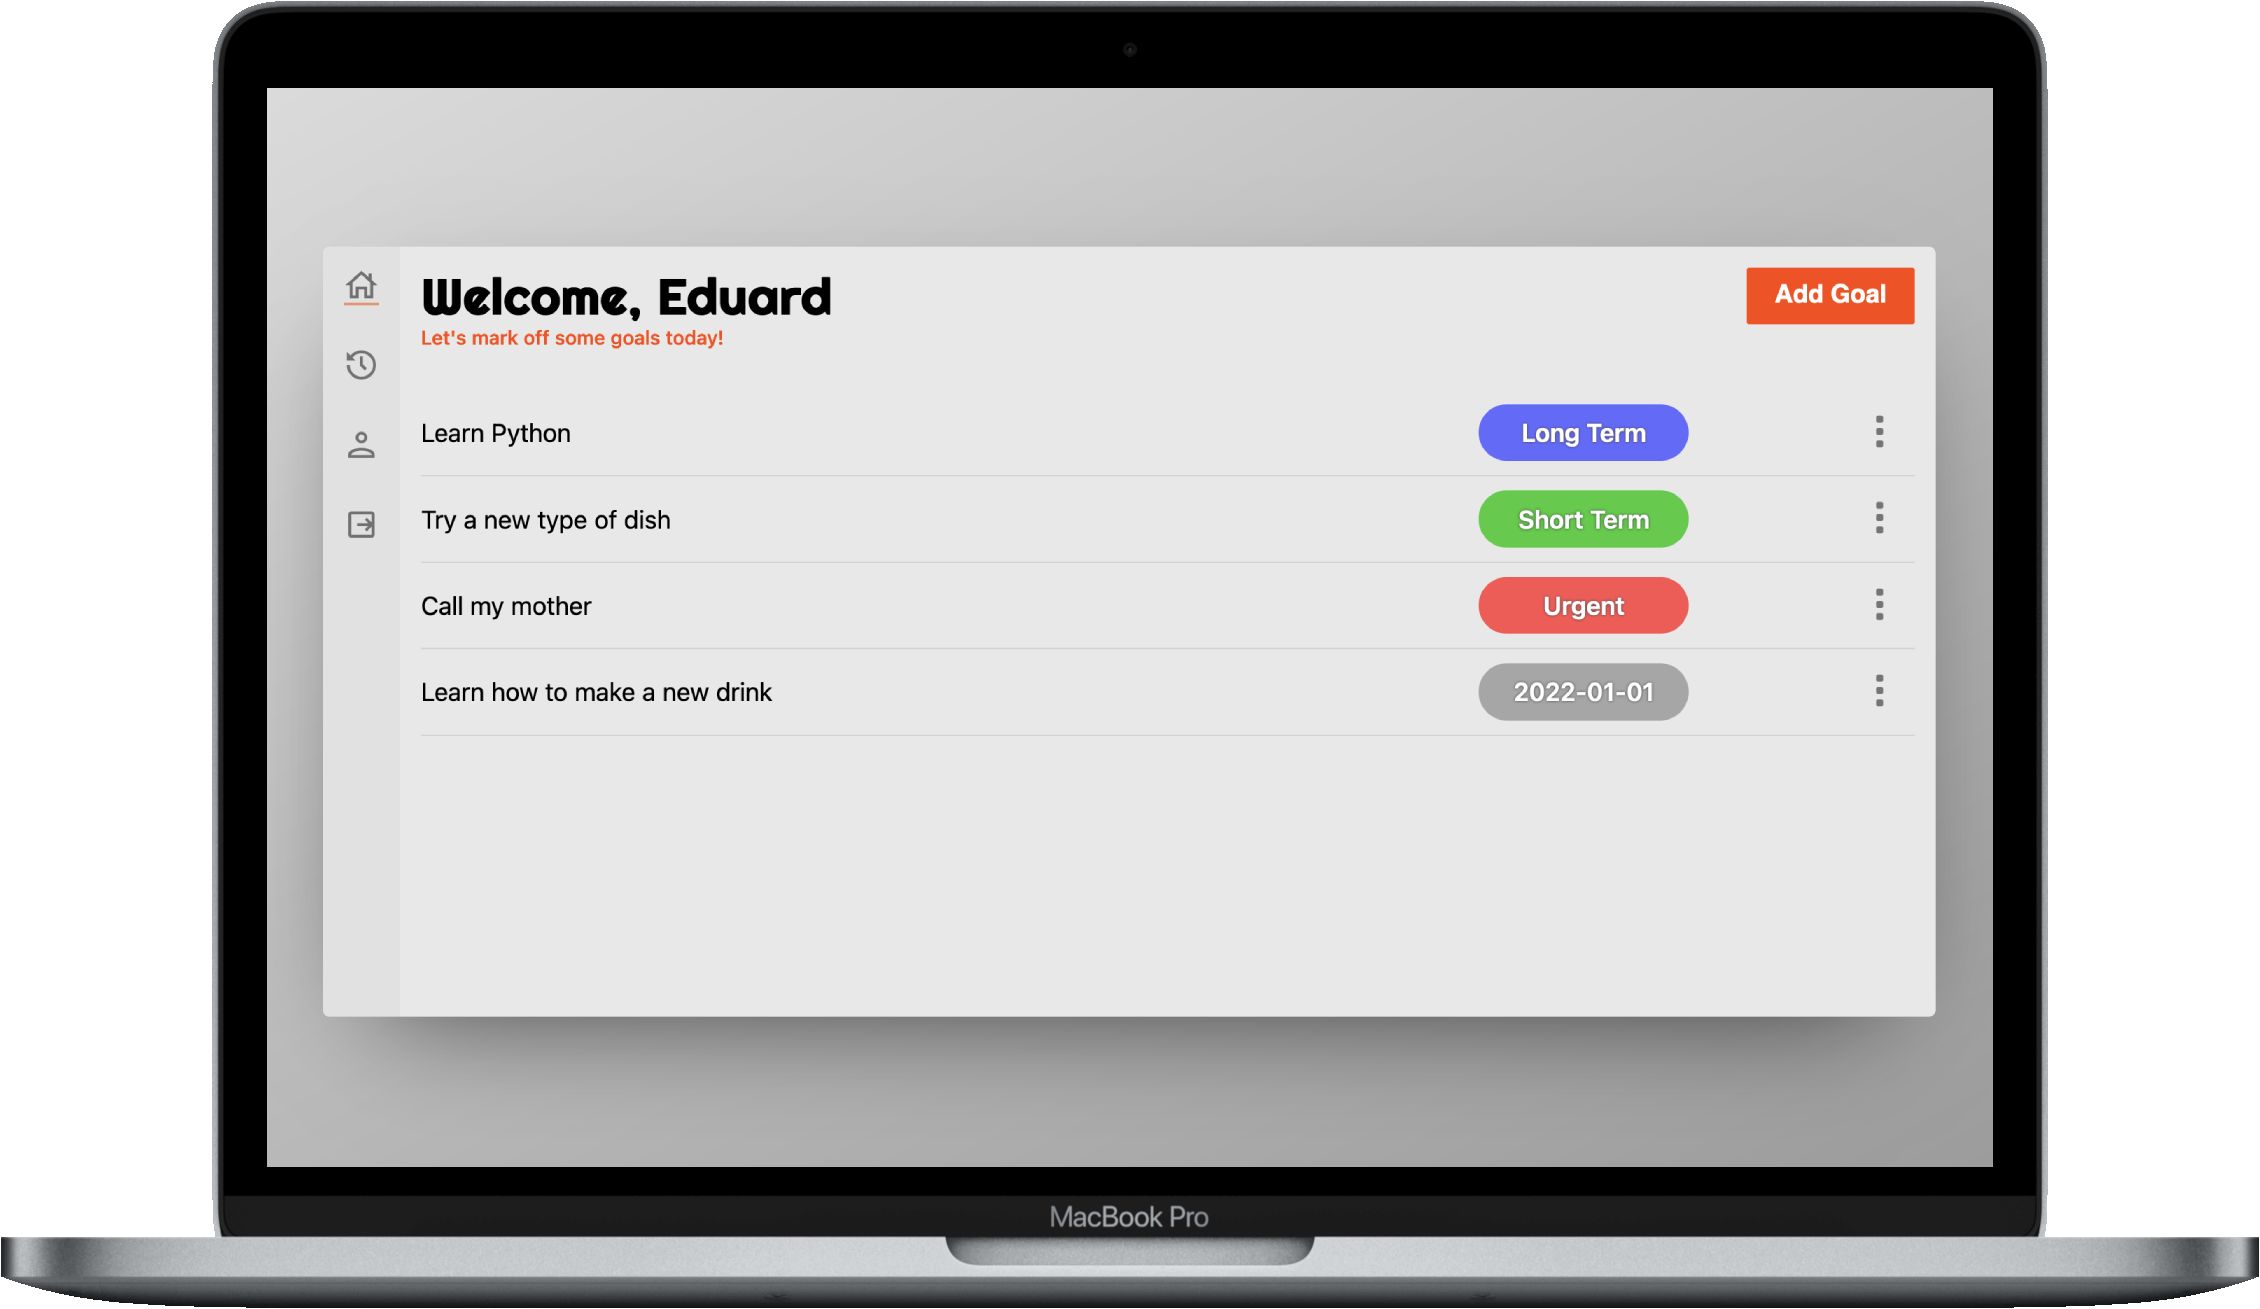 Welcome, Eduard
Add Goal
Let's mark off some goals today!
Learn Python
Long Term
Try a new type of dish
Short Term
Call my mother
Urgent
Learn how to make a new drink
2022-01-01
MacBook Pro